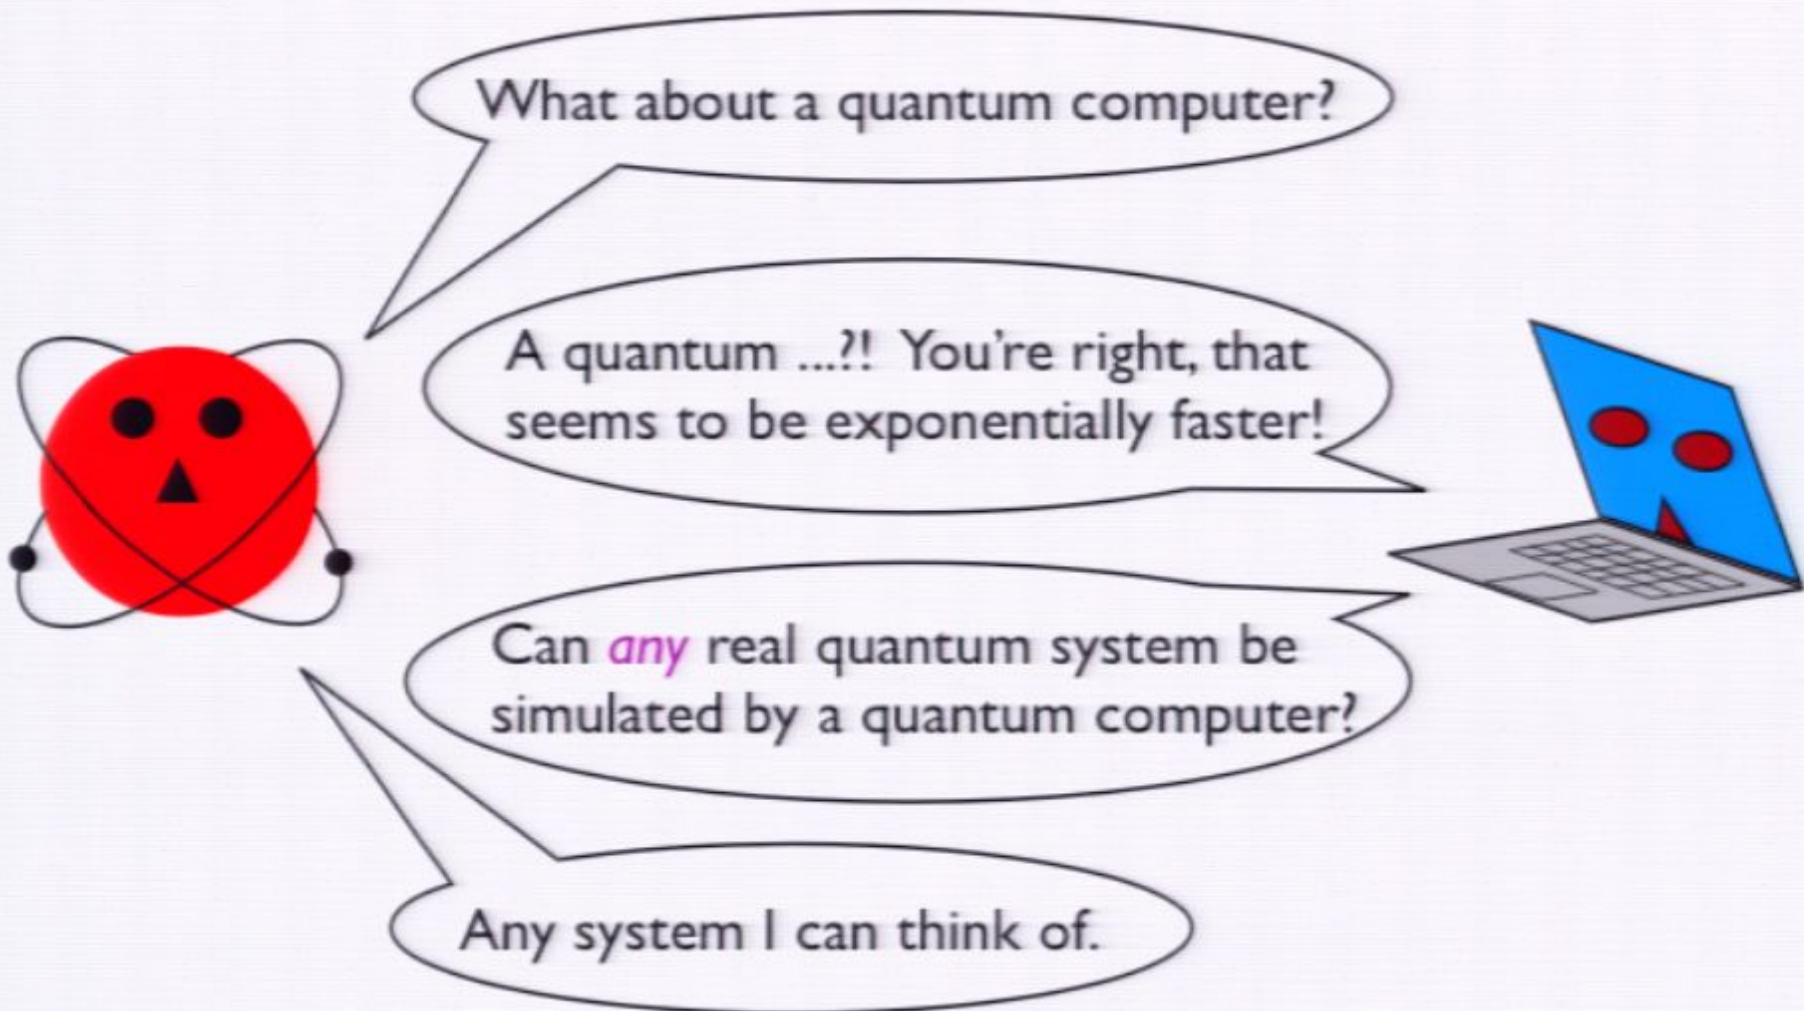 What about a quantum computer?
A quantum ...?! You're right, that
seems to be exponentially faster!
Can any real quantum system be
simulated by a quantum computer?
Any system I can think of.